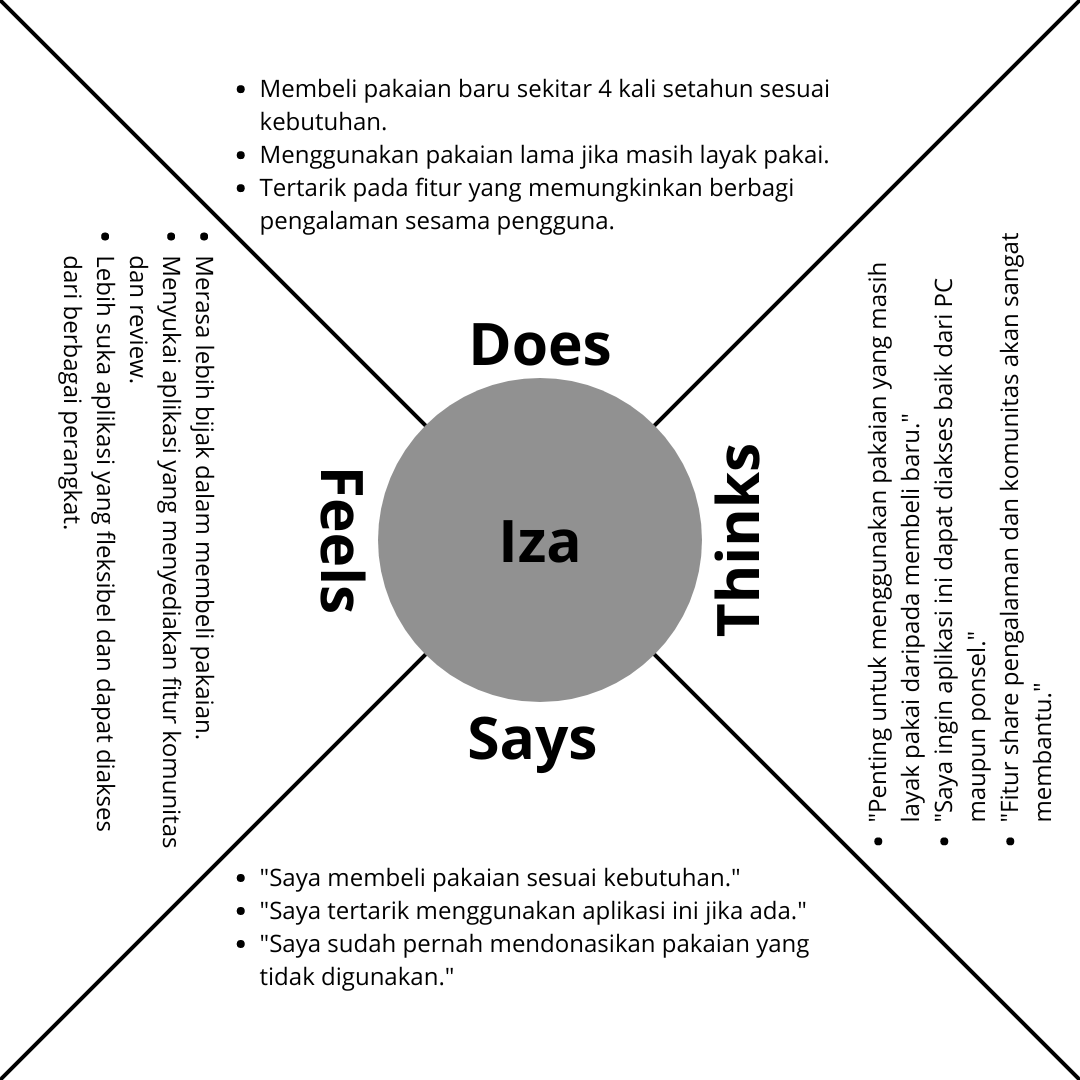 • Membeli pakaian baru sekitar 4 kali setahun sesuai
kebutuhan.
• Menggunakan pakaian lama jika masih layak pakai.
• Tertarik pada fitur yang memungkinkan berbagi
pengalaman sesama pengguna.
Does
• Merasa lebih bijak dalam membeli pakaian.
• Menyukai aplikasi yang menyediakan fitur komunitas
dan review.
• Lebih suka aplikasi yang fleksibel dan dapat diakses
dari berbagai perangkat.
Feels
Iza
Thinks
• "Penting untuk menggunakan pakaian yang masih
layak pakai daripada membeli baru."
• "Saya ingin aplikasi ini dapat diakses baik dari PC
maupun ponsel."
• "Fitur share pengalaman dan komunitas akan sangat
membantu."
Says
• "Saya membeli pakaian sesuai kebutuhan."
• "Saya tertarik menggunakan aplikasi ini jika ada."
• "Saya sudah pernah mendonasikan pakaian yang
tidak digunakan."